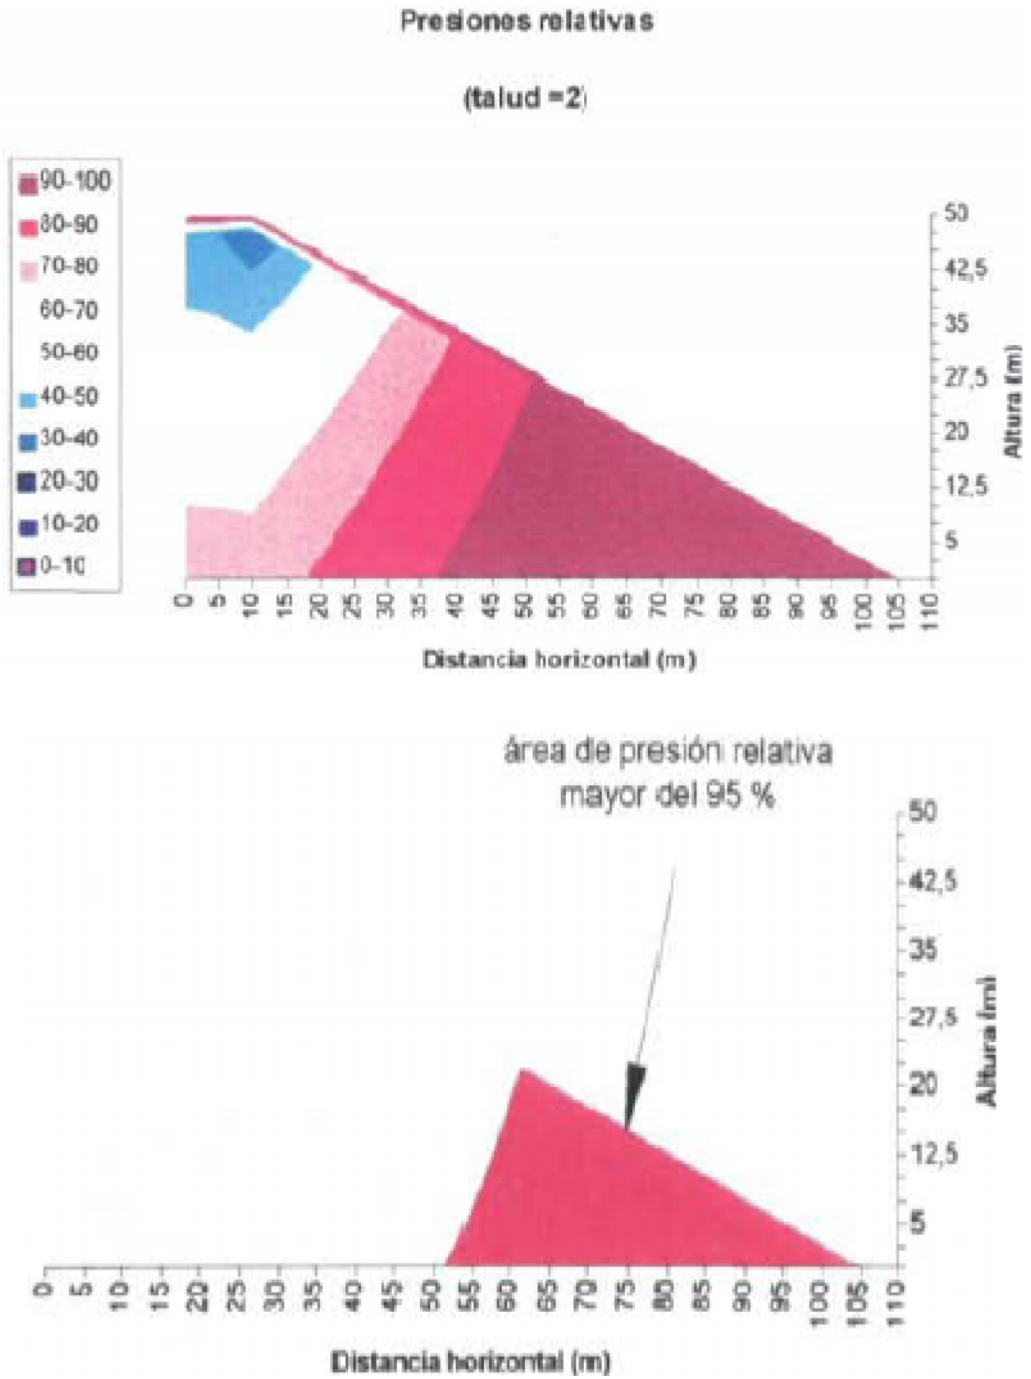 Presiones relativas
(talud =2)
90-100
80-90
70-80
60-70
50-60
40-50
30-40
20-30
10-20
0-10
50
42,5
35
27,5
20
12,5
5
Altura (m)
0 5 10 15 20 25 30 35 40 45 50 55 60 65 70 75 80 85 90 95 100 105 110
Distancia horizontal (m)
área de presión relativa
mayor del 95 %
50
42,5
35
27,5
20
12,5
5
Altura (m)
0 5 10 15 20 25 30 35 40 45 50 55 60 65 70 75 80 85 90 95 100 105 110
Distancia horizontal (m)